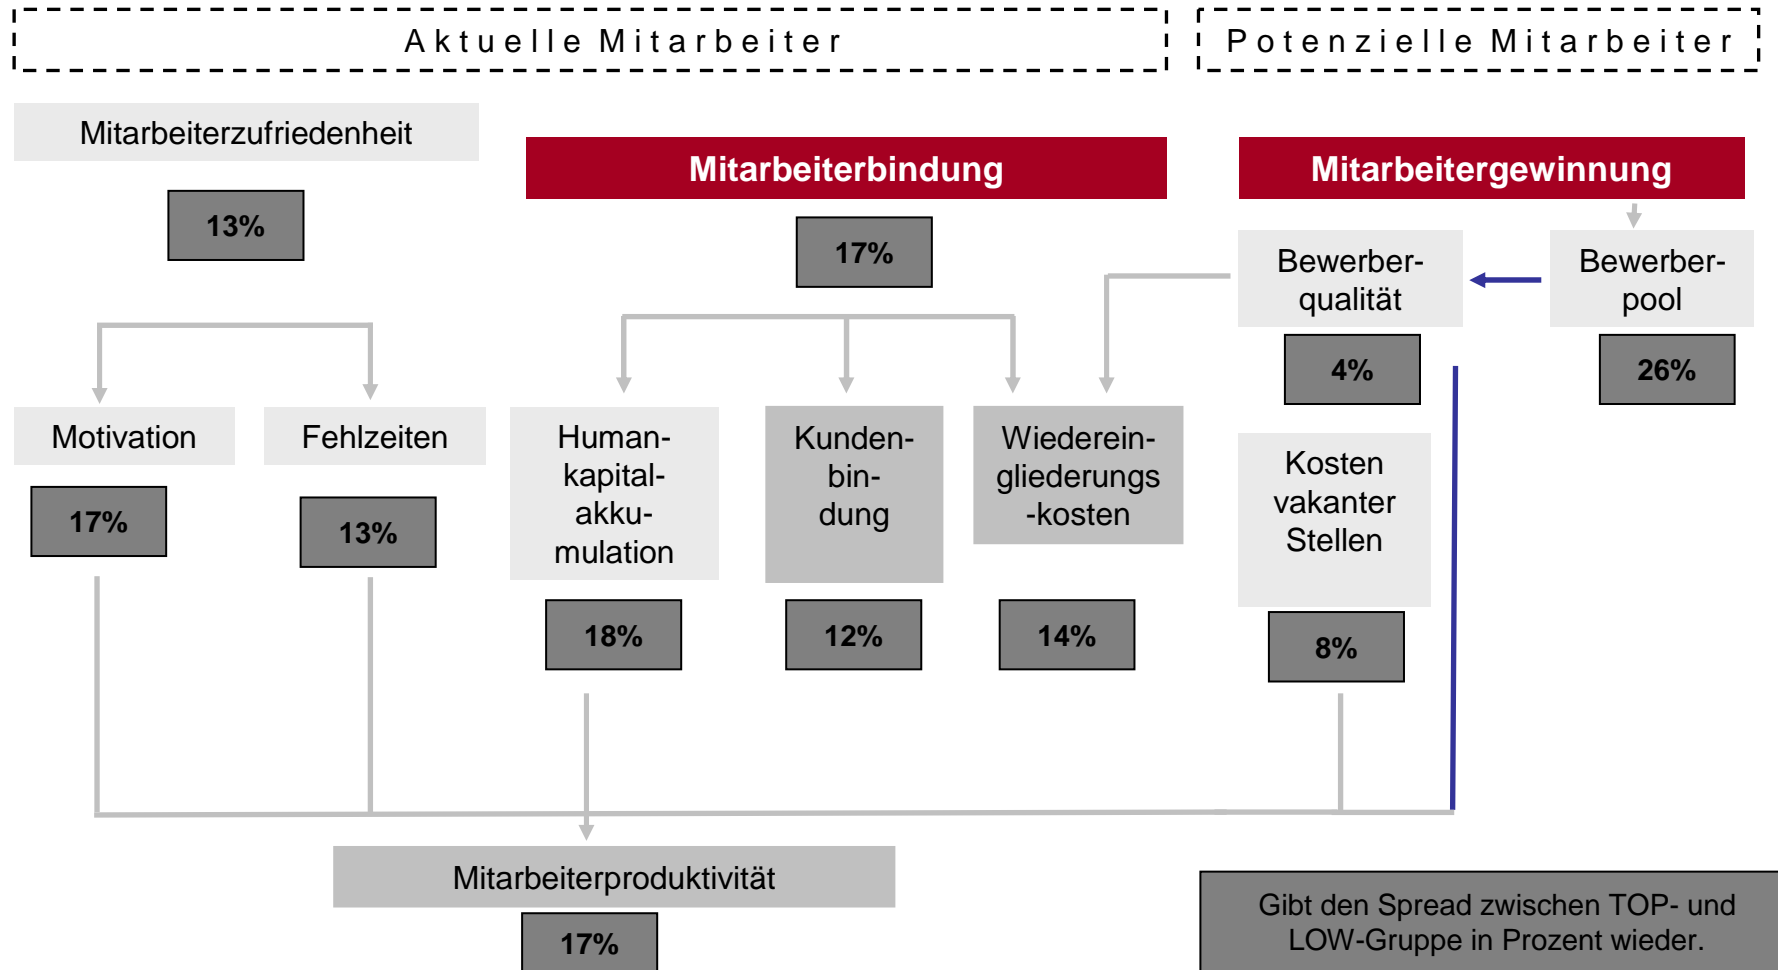 Aktuelle Mitarbeiter
Potenzielle Mitarbeiter
Mitarbeiterzufriedenheit
13%
Mitarbeiterbindung
17%
Mitarbeitergewinnung
Bewerber-
qualität
4%
Bewerber-
pool
26%
Motivation
17%
Fehlzeiten
13%
Human-
kapital-
akku-
mulation
18%
Kunden-
bin-
dung
12%
Wiederein-
gliederungs
-kosten
14%
Kosten
vakanter
Stellen
8%
Mitarbeiterproduktivität
17%
Gibt den Spread zwischen TOP- und
LOW-Gruppe in Prozent wieder.